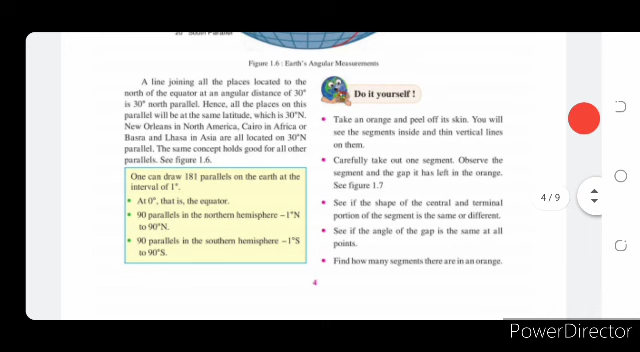 20° South Parallel
Figure 1.6 : Earth's Angular Measurements
A line joining all the places located to the
north of the equator at an angular distance of 30°
is 30° north parallel. Hence, all the places on this
parallel will be at the same latitude, which is 30°N.
New Orleans in North America, Cairo in Africa or
Basra and Lhasa in Asia are all located on 30°N
parallel. The same concept holds good for all other
parallels. See figure 1.6.
One can draw 181 parallels on the earth at the
interval of 1°.
• At 0°, that is, the equator.
• 90 parallels in the northern hemisphere – 1°N
to 90°N.
• 90 parallels in the southern hemisphere – 1°S
to 90°S.
Do it yourself !
• Take an orange and peel off its skin. You will
see the segments inside and thin vertical lines
on them.
• Carefully take out one segment. Observe the
segment and the gap it has left in the orange.
See figure 1.7
• See if the shape of the central and terminal
portion of the segment is the same or different.
• See if the angle of the gap is the same at all
points.
• Find how many segments there are in an orange.
4
4 / 9
PowerDirector